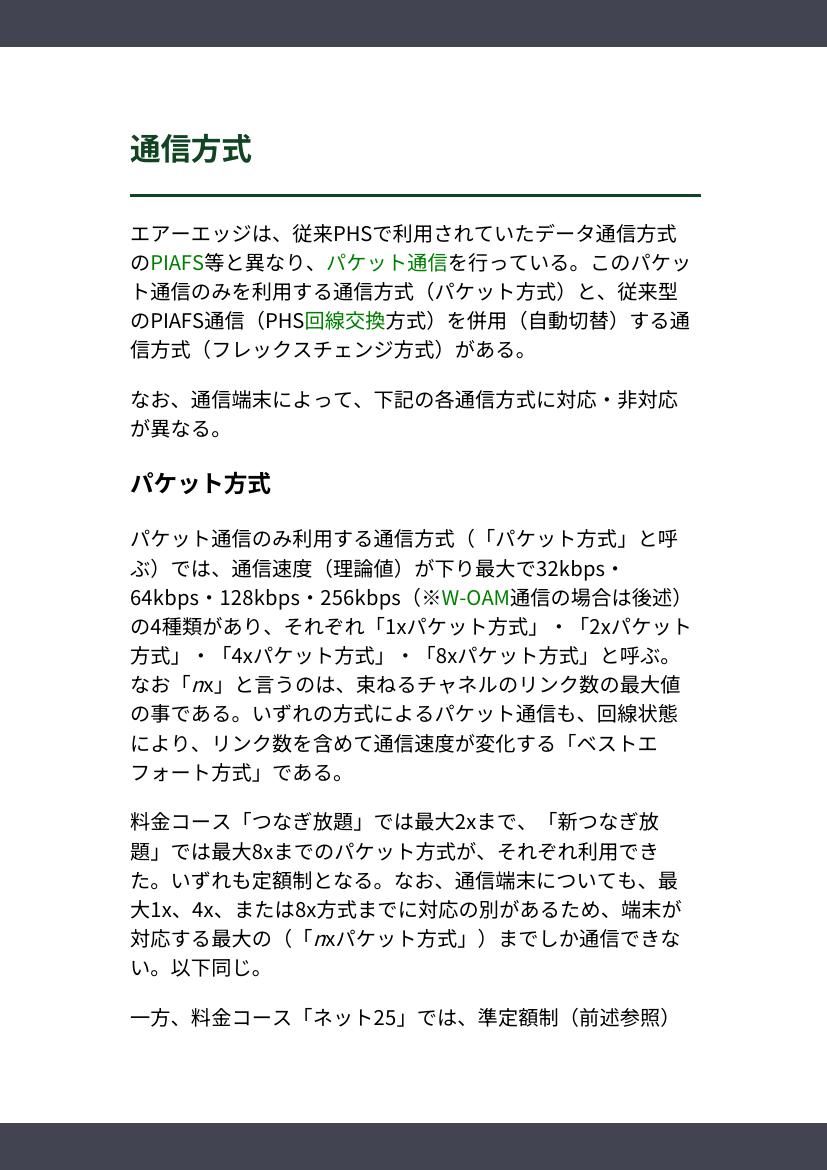 通信方式
エアーエッジは、従来PHSで利用されていたデータ通信方式
のPIAFS等と異なり、パケット通信を行っている。このパケッ
ト通信のみを利用する通信方式（パケット方式）と、従来型
のPIAFS通信（PHS回線交換方式）を併用（自動切替）する通
信方式（フレックスチェンジ方式）がある。
なお、通信端末によって、下記の各通信方式に対応・非対応
が異なる。
パケット方式
パケット通信のみ利用する通信方式（「パケット方式」と呼
ぶ）では、通信速度（理論値）が下り最大で32kbps・
64kbps・128kbps・256kbps（※W-OAM通信の場合は後述）
の4種類があり、それぞれ「1xパケット方式」・「2xパケット
方式」・「4xパケット方式」・「8xパケット方式」と呼ぶ。
なお「nx」と言うのは、束ねるチャネルのリンク数の最大値
の事である。いずれの方式によるパケット通信も、回線状態
により、リンク数を含めて通信速度が変化する「ベストエ
フォート方式」である。
料金コース「つなぎ放題」では最大2xまで、「新つなぎ放
題」では最大8xまでのパケット方式が、それぞれ利用でき
た。いずれも定額制となる。なお、通信端末についても、最
大1x、4x、または8x方式までに対応の別があるため、端末が
対応する最大の（「nxパケット方式」）までしか通信できな
い。以下同じ。
一方、料金コース「ネット25」では、準定額制（前述参照）